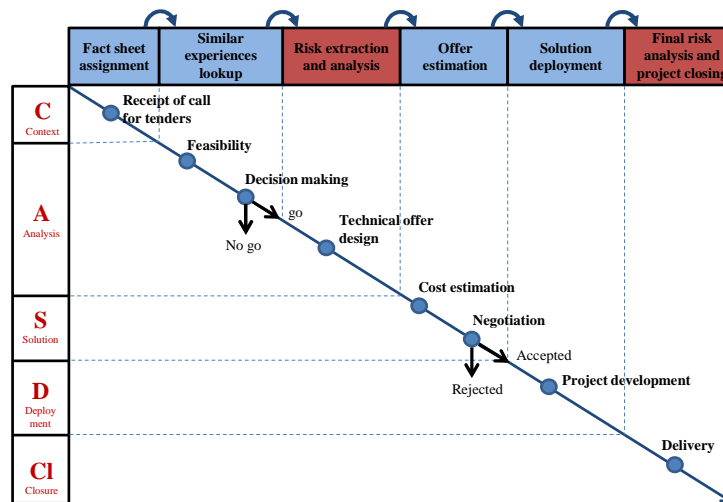 Fact sheet
assignment
Similar
experiences
lookup
Risk extraction
and analysis
Offer
estimation
Solution
deployment
Final risk
analysis and
project closing
C
Context
Receipt of call
for tenders
Feasibility
Decision making
go
No go
A
Analysis
Technical offer
design
Cost estimation
S
Solution
Negotiation
Accepted
Rejected
D
Deploy
ment
Project development
Cl
Closure
Delivery